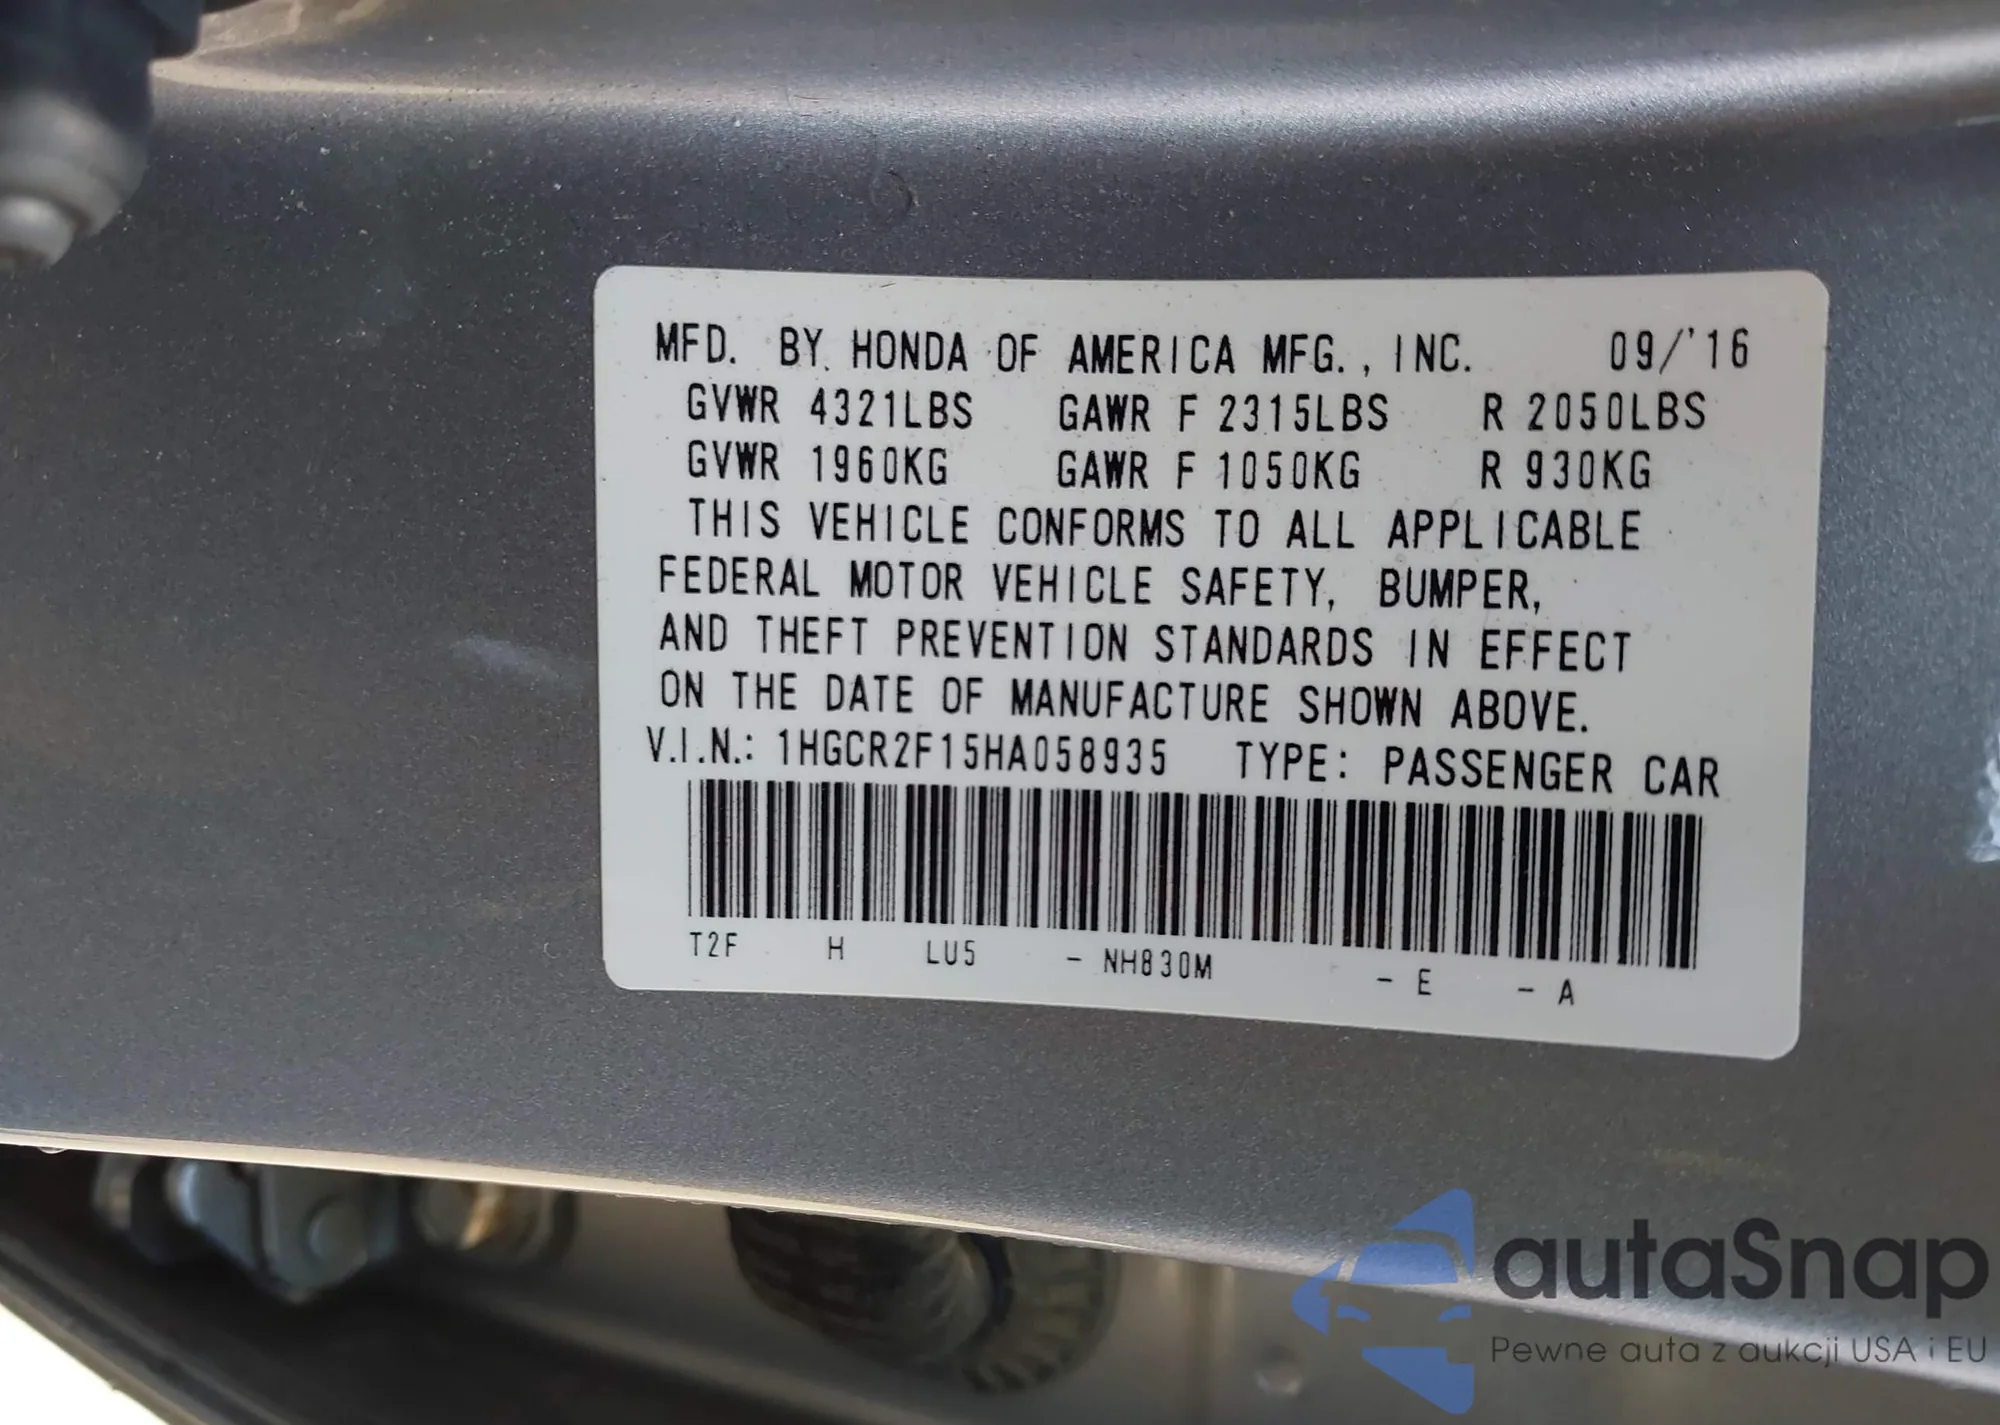 MFD. BY HONDA OF AMERICA MFG., INC. 09/'16
GVWR 4321LBS GAWR F 2315LBS R 2050LBS
GVWR 1960KG GAWR F 1050KG R 930KG
THIS VEHICLE CONFORMS TO ALL APPLICABLE
FEDERAL MOTOR VEHICLE SAFETY, BUMPER,
AND THEFT PREVENTION STANDARDS IN EFFECT
ON THE DATE OF MANUFACTURE SHOWN ABOVE.
V.I.N.: 1HGCR2F15HA058935 TYPE: PASSENGER CAR
T2F H LU5 - NH830M - E - A
autaSnap
Pewne auta z aukcji USA i EU